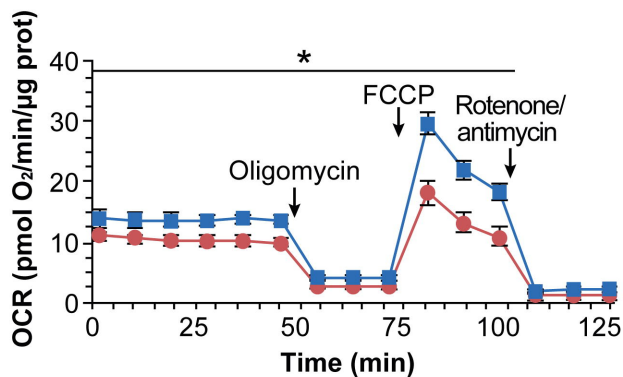 *
40
FCCP
Rotenone/
antimycin
30
Oligomycin
20
10
0
OCR (pmol O₂/min/µg prot)
0 25 50 75 100 125
Time (min)